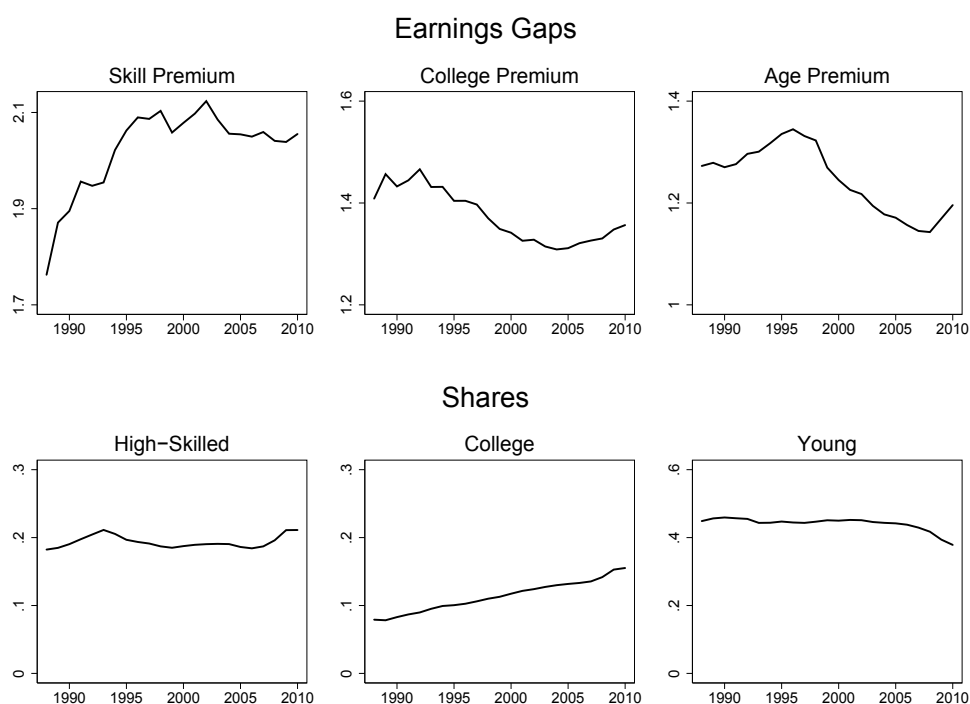 Earnings Gaps
Skill Premium
College Premium
Age Premium
2.1
1.9
1.7
1990 1995 2000 2005 2010
1.6
1.4
1.2
1990 1995 2000 2005 2010
1.4
1.2
1
1990 1995 2000 2005 2010
Shares
High−Skilled
College
Young
.3
.2
.1
0
1990 1995 2000 2005 2010
.3
.2
.1
0
1990 1995 2000 2005 2010
.6
.4
.2
0
1990 1995 2000 2005 2010